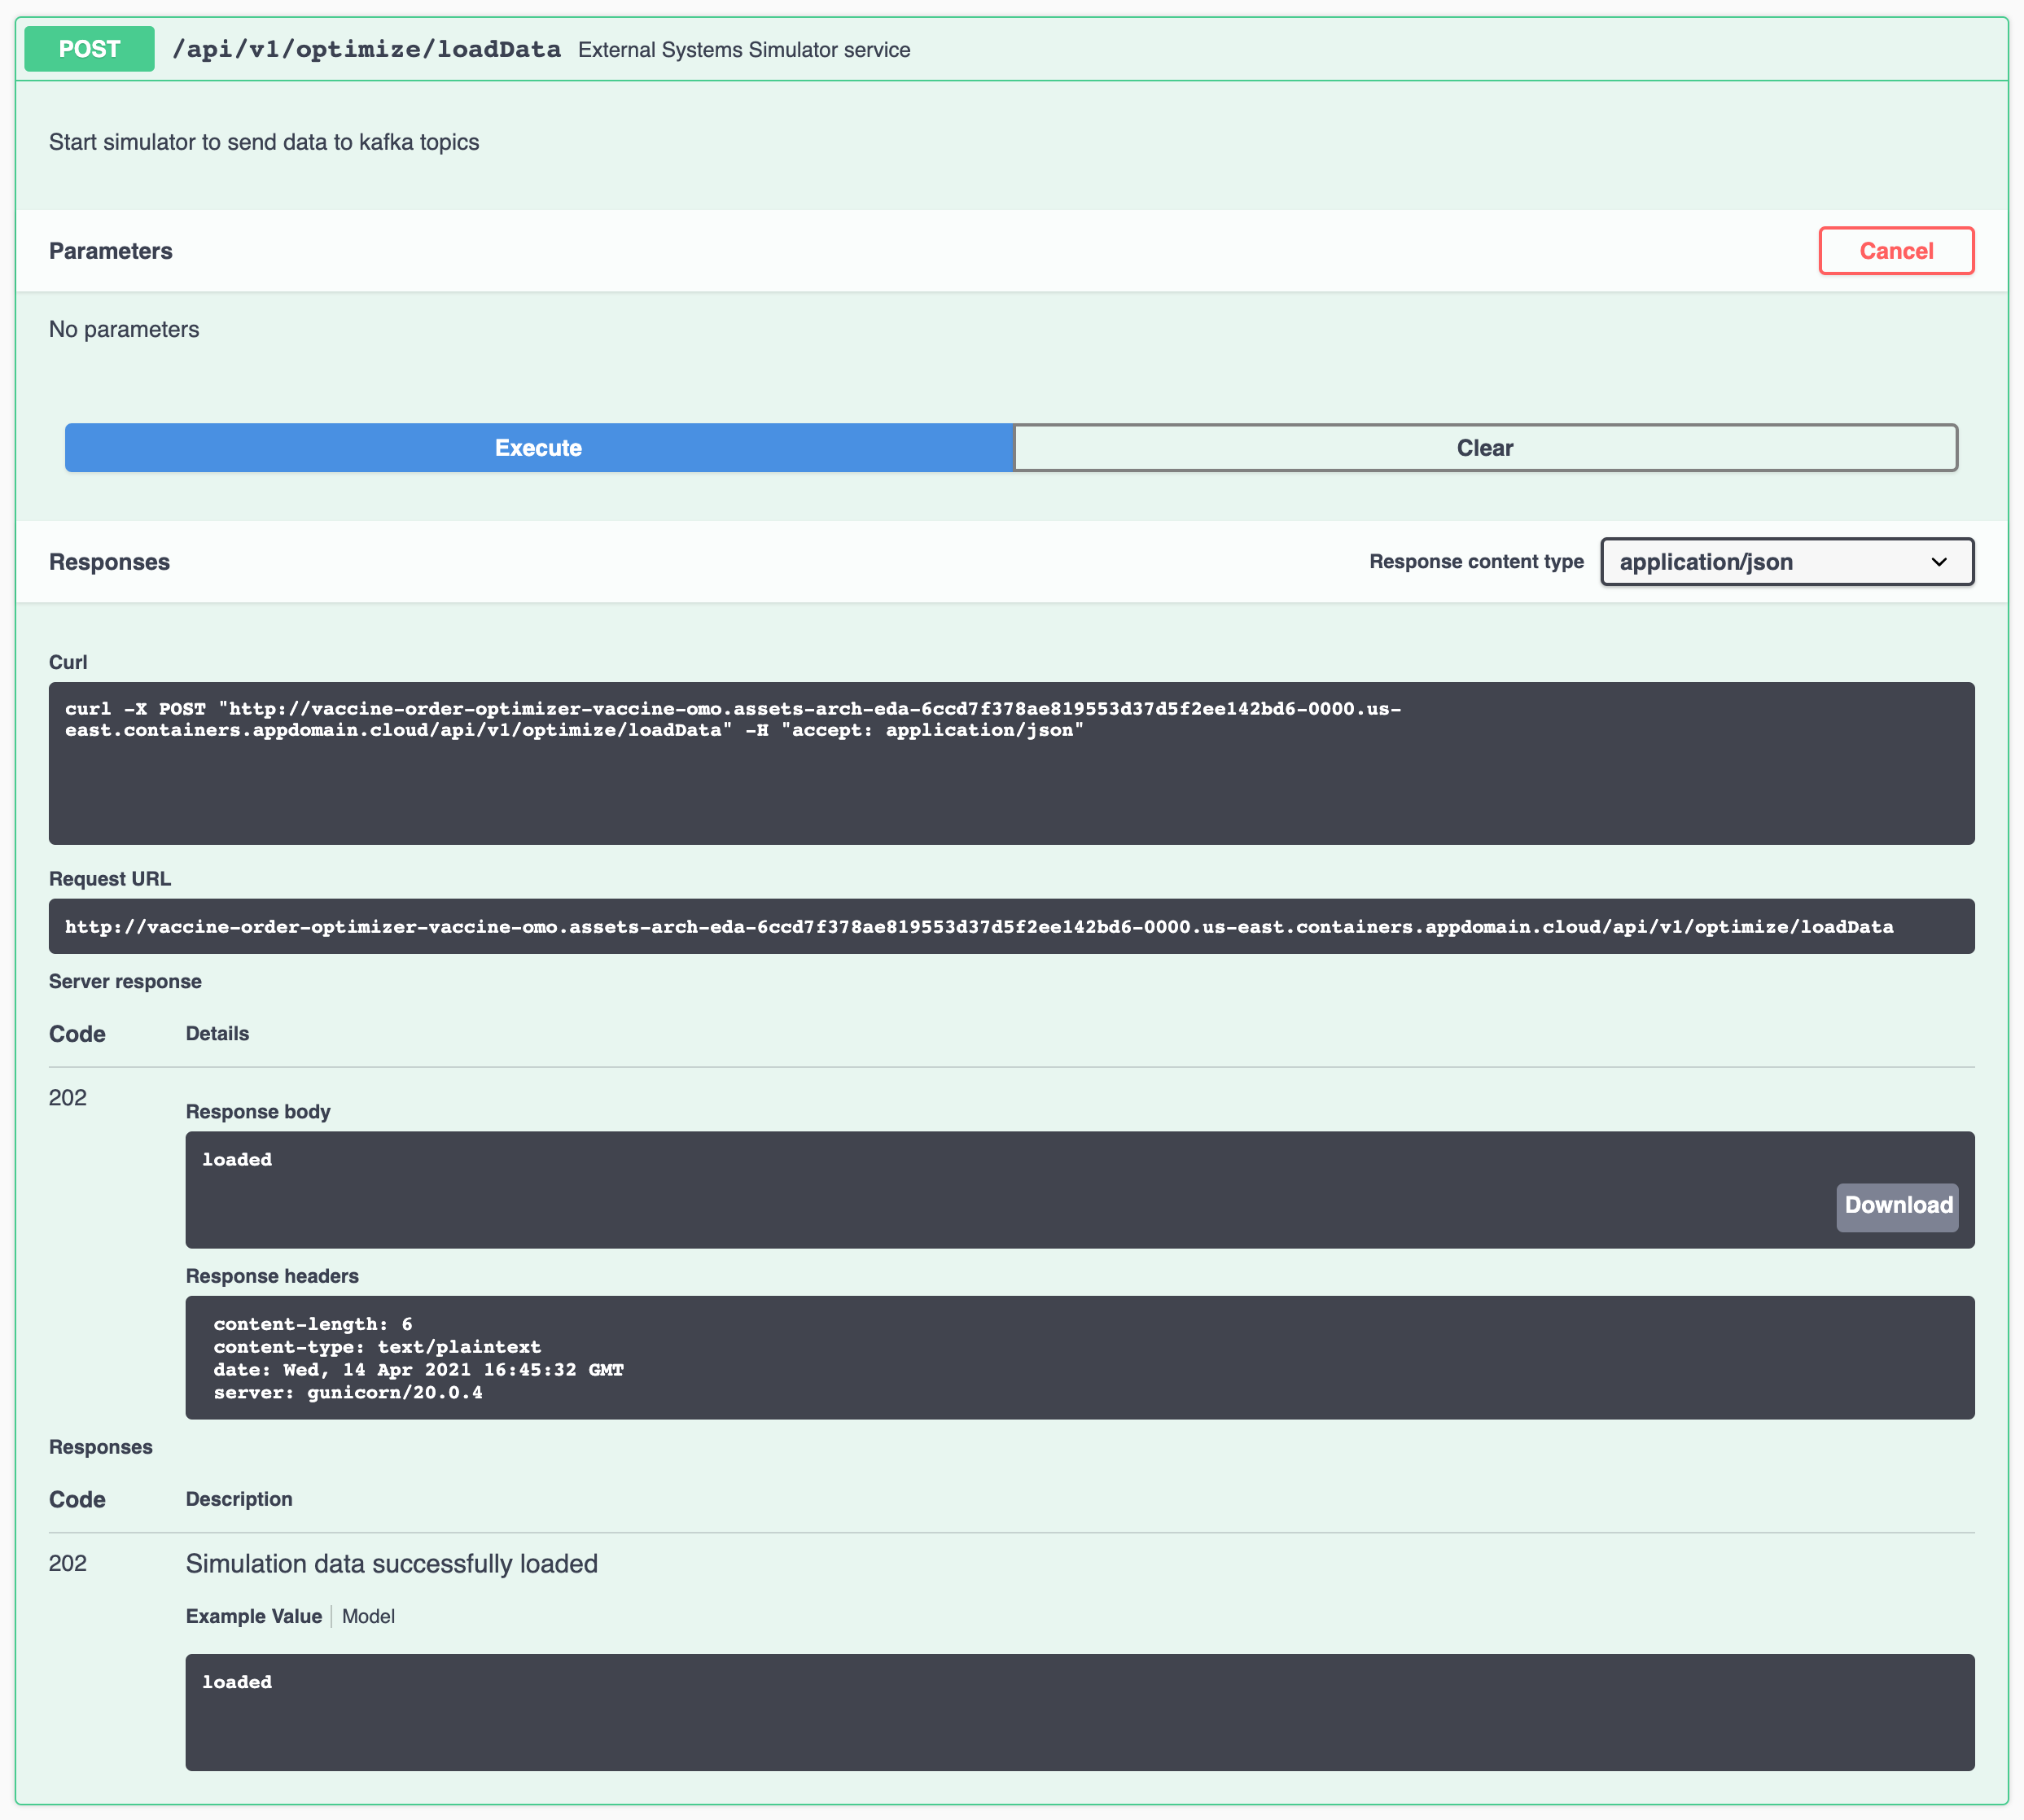 POST /api/v1/optimize/loadData External Systems Simulator service
Start simulator to send data to kafka topics
Parameters
Cancel
No parameters
Execute
Clear
Responses
Response content type
application/json
Curl
curl -X POST "http://vaccine-order-optimizer-vaccine-omo.assets-arch-eda-6ccd7f378ae819553d37d5f2ee142bd6-0000.us-
east.containers.appdomain.cloud/api/v1/optimize/loadData" -H "accept: application/json"
Request URL
http://vaccine-order-optimizer-vaccine-omo.assets-arch-eda-6ccd7f378ae819553d37d5f2ee142bd6-0000.us-east.containers.appdomain.cloud/api/v1/optimize/loadData
Server response
Code Details
202
Response body
loaded
Download
Response headers
content-length: 6
content-type: text/plaintext
date: Wed, 14 Apr 2021 16:45:32 GMT
server: gunicorn/20.0.4
Responses
Code Description
202 Simulation data successfully loaded
Example Value Model
loaded